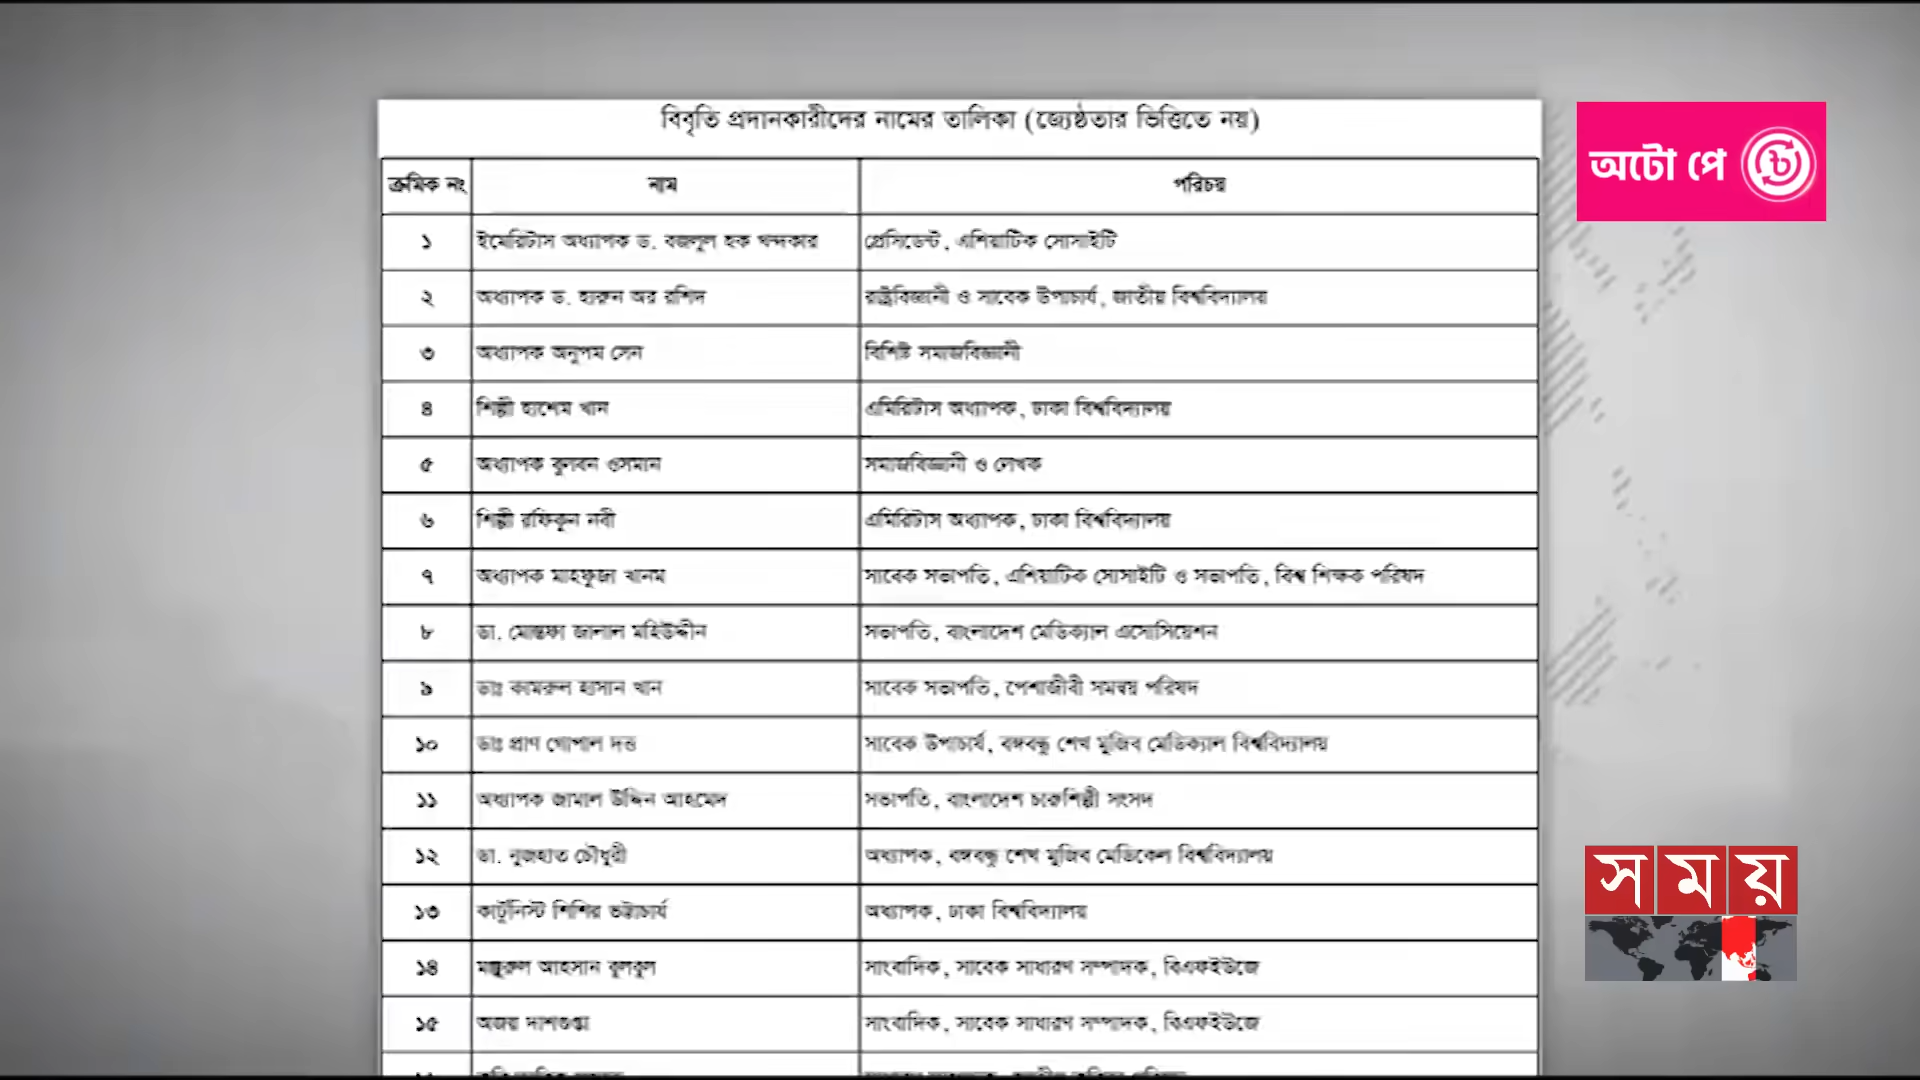 বিবৃতি প্রদানকারীদের নামের তালিকা (জ্যেষ্ঠতার ভিত্তিতে নয়)
অটো পে
ক্রমিক নং নাম পরিচয়
১ ইমেরিটাস অধ্যাপক ড. বজলুল হক খন্দকার প্রেসিডেন্ট, এশিয়াটিক সোসাইটি
২ অধ্যাপক ড. হারুন অর রশিদ রাষ্ট্রবিজ্ঞানী ও সাবেক উপাচার্য, জাতীয় বিশ্ববিদ্যালয়
৩ অধ্যাপক অনুপম সেন বিশিষ্ট সমাজবিজ্ঞানী
৪ শিল্পী হাশেম খান এমিরিটাস অধ্যাপক, ঢাকা বিশ্ববিদ্যালয়
৫ অধ্যাপক বুলবন ওসমান সমাজবিজ্ঞানী ও লেখক
৬ শিল্পী রফিকুন নবী এমিরিটাস অধ্যাপক, ঢাকা বিশ্ববিদ্যালয়
৭ অধ্যাপক মাহফুজা খানম সাবেক সভাপতি, এশিয়াটিক সোসাইটি ও সভাপতি, বিশ্ব শিক্ষক পরিষদ
৮ ডা. মোস্তফা জালাল মহিউদ্দীন সভাপতি, বাংলাদেশ মেডিক্যাল এসোসিয়েশন
৯ ডাঃ কামরুল হাসান খান সাবেক সভাপতি, পেশাজীবী সমন্বয় পরিষদ
১০ ডাঃ প্রাণ গোপাল দত্ত সাবেক উপাচার্য, বঙ্গবন্ধু শেখ মুজিব মেডিক্যাল বিশ্ববিদ্যালয়
১১ অধ্যাপক জামাল উদ্দিন আহমেদ সভাপতি, বাংলাদেশ চারুশিল্পী সংসদ
১২ ডা. নুজহাত চৌধুরী অধ্যাপক, বঙ্গবন্ধু শেখ মুজিব মেডিকেল বিশ্ববিদ্যালয়
১৩ কার্টুনিস্ট শিশির ভট্টাচার্য অধ্যাপক, ঢাকা বিশ্ববিদ্যালয়
১৪ মঞ্জুরুল আহসান বুলবুল সাংবাদিক, সাবেক সাধারণ সম্পাদক, বিএফইউজে
১৫ অজয় দাশগুপ্ত সাংবাদিক, সাবেক সাধারণ সম্পাদক, বিএফইউজে
সময়